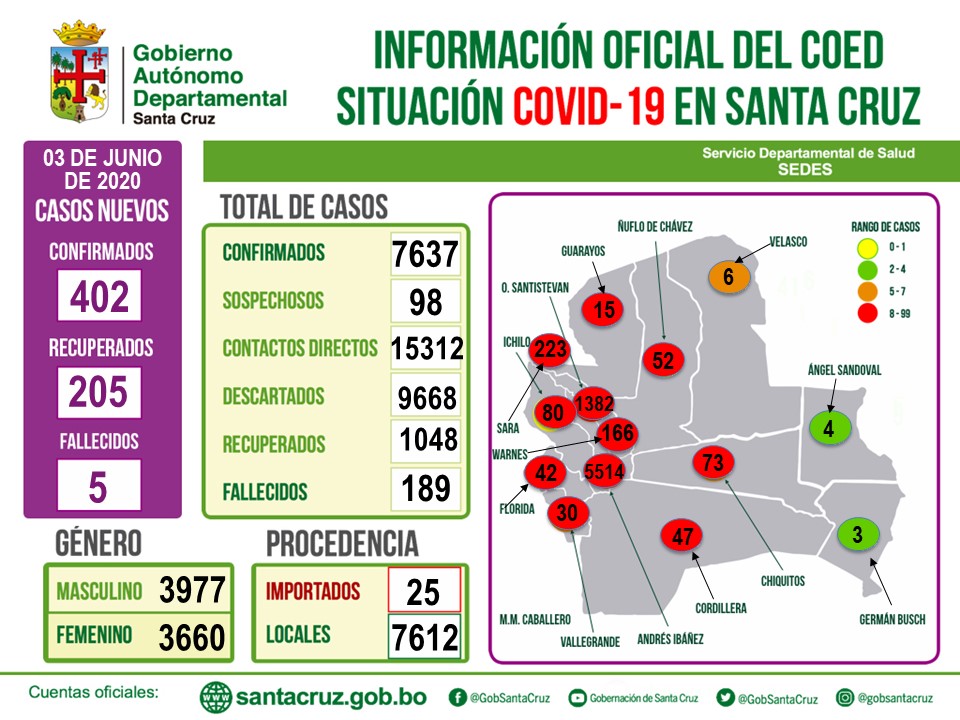 Gobierno
Autónomo
Departamental
Santa Cruz
INFORMACIÓN OFICIAL DEL COED
SITUACIÓN COVID-19 EN SANTA CRUZ
Servicio Departamental de Salud
SEDES
03 DE JUNIO
DE 2020
CASOS NUEVOS
CONFIRMADOS
402
RECUPERADOS
205
FALLECIDOS
5
TOTAL DE CASOS
CONFIRMADOS 7637
SOSPECHOSOS 98
CONTACTOS DIRECTOS 15312
DESCARTADOS 9668
RECUPERADOS 1048
FALLECIDOS 189
GÉNERO
MASCULINO 3977
FEMENINO 3660
PROCEDENCIA
IMPORTADOS 25
LOCALES 7612
RANGO DE CASOS
0 - 1
2 - 4
5 - 7
8 - 99
ÑUFLO DE CHÁVEZ
VELASCO
GUARAYOS
6
O. SANTISTEVAN
15
ICHILO
223
52
ÁNGEL SANDOVAL
80
1382
SARA
166
4
WARNES
42
5514
73
FLORIDA
30
47
3
CHIQUITOS
CORDILLERA
M.M. CABALLERO
GERMÁN BUSCH
VALLEGRANDE
ANDRÉS IBÁÑEZ
Cuentas oficiales:
santacruz.gob.bo
@GobSantaCruz
Gobernación de Santa Cruz
@GobSantaCruz
@gobsantacruz